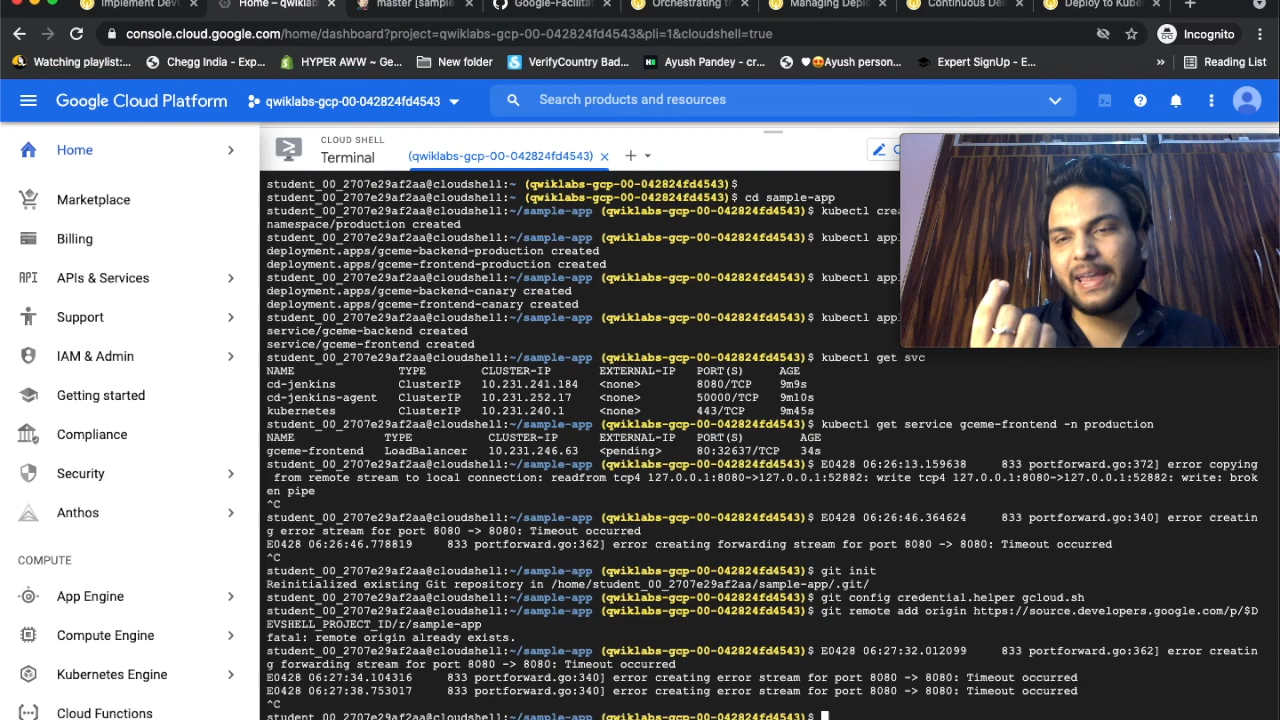 Implement Dev
Home – qwikla
master [sample
Google-Facilitat
Orchestrating t
Managing Deplo
Continuous Del
Deploy to Kube
console.cloud.google.com/home/dashboard?project=qwiklabs-gcp-00-042824fd4543&pli=1&cloudshell=true
Incognito
Watching playlist:...
Chegg India - Exp...
HYPER AWW ~ Ge...
New folder
VerifyCountry Bad...
Ayush Pandey - cr...
♥😍Ayush person...
Expert SignUp - E...
»
Reading List
Google Cloud Platform
qwiklabs-gcp-00-042824fd4543
Search products and resources
Home
Marketplace
Billing
API APIs & Services
Support
IAM & Admin
Getting started
Compliance
Security
Anthos
COMPUTE
App Engine
Compute Engine
Kubernetes Engine
Cloud Functions
CLOUD SHELL
Terminal
(qwiklabs-gcp-00-042824fd4543)
student_00_2707e29af2aa@cloudshell:~ (qwiklabs-gcp-00-042824fd4543)$
student_00_2707e29af2aa@cloudshell:~ (qwiklabs-gcp-00-042824fd4543)$ cd sample-app
student_00_2707e29af2aa@cloudshell:~/sample-app (qwiklabs-gcp-00-042824fd4543)$ kubectl crea
namespace/production created
student_00_2707e29af2aa@cloudshell:~/sample-app (qwiklabs-gcp-00-042824fd4543)$ kubectl appl
deployment.apps/gceme-backend-production created
deployment.apps/gceme-frontend-production created
student_00_2707e29af2aa@cloudshell:~/sample-app (qwiklabs-gcp-00-042824fd4543)$ kubectl appl
deployment.apps/gceme-backend-canary created
deployment.apps/gceme-frontend-canary created
student_00_2707e29af2aa@cloudshell:~/sample-app (qwiklabs-gcp-00-042824fd4543)$ kubectl appl
service/gceme-backend created
service/gceme-frontend created
student_00_2707e29af2aa@cloudshell:~/sample-app (qwiklabs-gcp-00-042824fd4543)$ kubectl get svc
NAME TYPE CLUSTER-IP EXTERNAL-IP PORT(S) AGE
cd-jenkins ClusterIP 10.231.241.184 <none> 8080/TCP 9m9s
cd-jenkins-agent ClusterIP 10.231.252.17 <none> 50000/TCP 9m10s
kubernetes ClusterIP 10.231.240.1 <none> 443/TCP 9m45s
student_00_2707e29af2aa@cloudshell:~/sample-app (qwiklabs-gcp-00-042824fd4543)$ kubectl get service gceme-frontend -n production
NAME TYPE CLUSTER-IP EXTERNAL-IP PORT(S) AGE
gceme-frontend LoadBalancer 10.231.246.63 <pending> 80:32637/TCP 34s
student_00_2707e29af2aa@cloudshell:~/sample-app (qwiklabs-gcp-00-042824fd4543)$ E0428 06:26:13.159638 833 portforward.go:372] error copying
from remote stream to local connection: readfrom tcp4 127.0.0.1:8080->127.0.0.1:52882: write tcp4 127.0.0.1:8080->127.0.0.1:52882: write: brok
en pipe
^C
student_00_2707e29af2aa@cloudshell:~/sample-app (qwiklabs-gcp-00-042824fd4543)$ E0428 06:26:46.364624 833 portforward.go:340] error creatin
g error stream for port 8080 -> 8080: Timeout occurred
E0428 06:26:46.778819 833 portforward.go:362] error creating forwarding stream for port 8080 -> 8080: Timeout occurred
^C
student_00_2707e29af2aa@cloudshell:~/sample-app (qwiklabs-gcp-00-042824fd4543)$ git init
Reinitialized existing Git repository in /home/student_00_2707e29af2aa/sample-app/.git/
student_00_2707e29af2aa@cloudshell:~/sample-app (qwiklabs-gcp-00-042824fd4543)$ git config credential.helper gcloud.sh
student_00_2707e29af2aa@cloudshell:~/sample-app (qwiklabs-gcp-00-042824fd4543)$ git remote add origin https://source.developers.google.com/p/$D
EVSHELL_PROJECT_ID/r/sample-app
fatal: remote origin already exists.
student_00_2707e29af2aa@cloudshell:~/sample-app (qwiklabs-gcp-00-042824fd4543)$ E0428 06:27:32.012099 833 portforward.go:362] error creatin
g forwarding stream for port 8080 -> 8080: Timeout occurred
E0428 06:27:34.104316 833 portforward.go:340] error creating error stream for port 8080 -> 8080: Timeout occurred
E0428 06:27:38.753017 833 portforward.go:340] error creating error stream for port 8080 -> 8080: Timeout occurred
^C
student_00_2707e29af2aa@cloudshell:~/sample-app (qwiklabs-gcp-00-042824fd4543)$